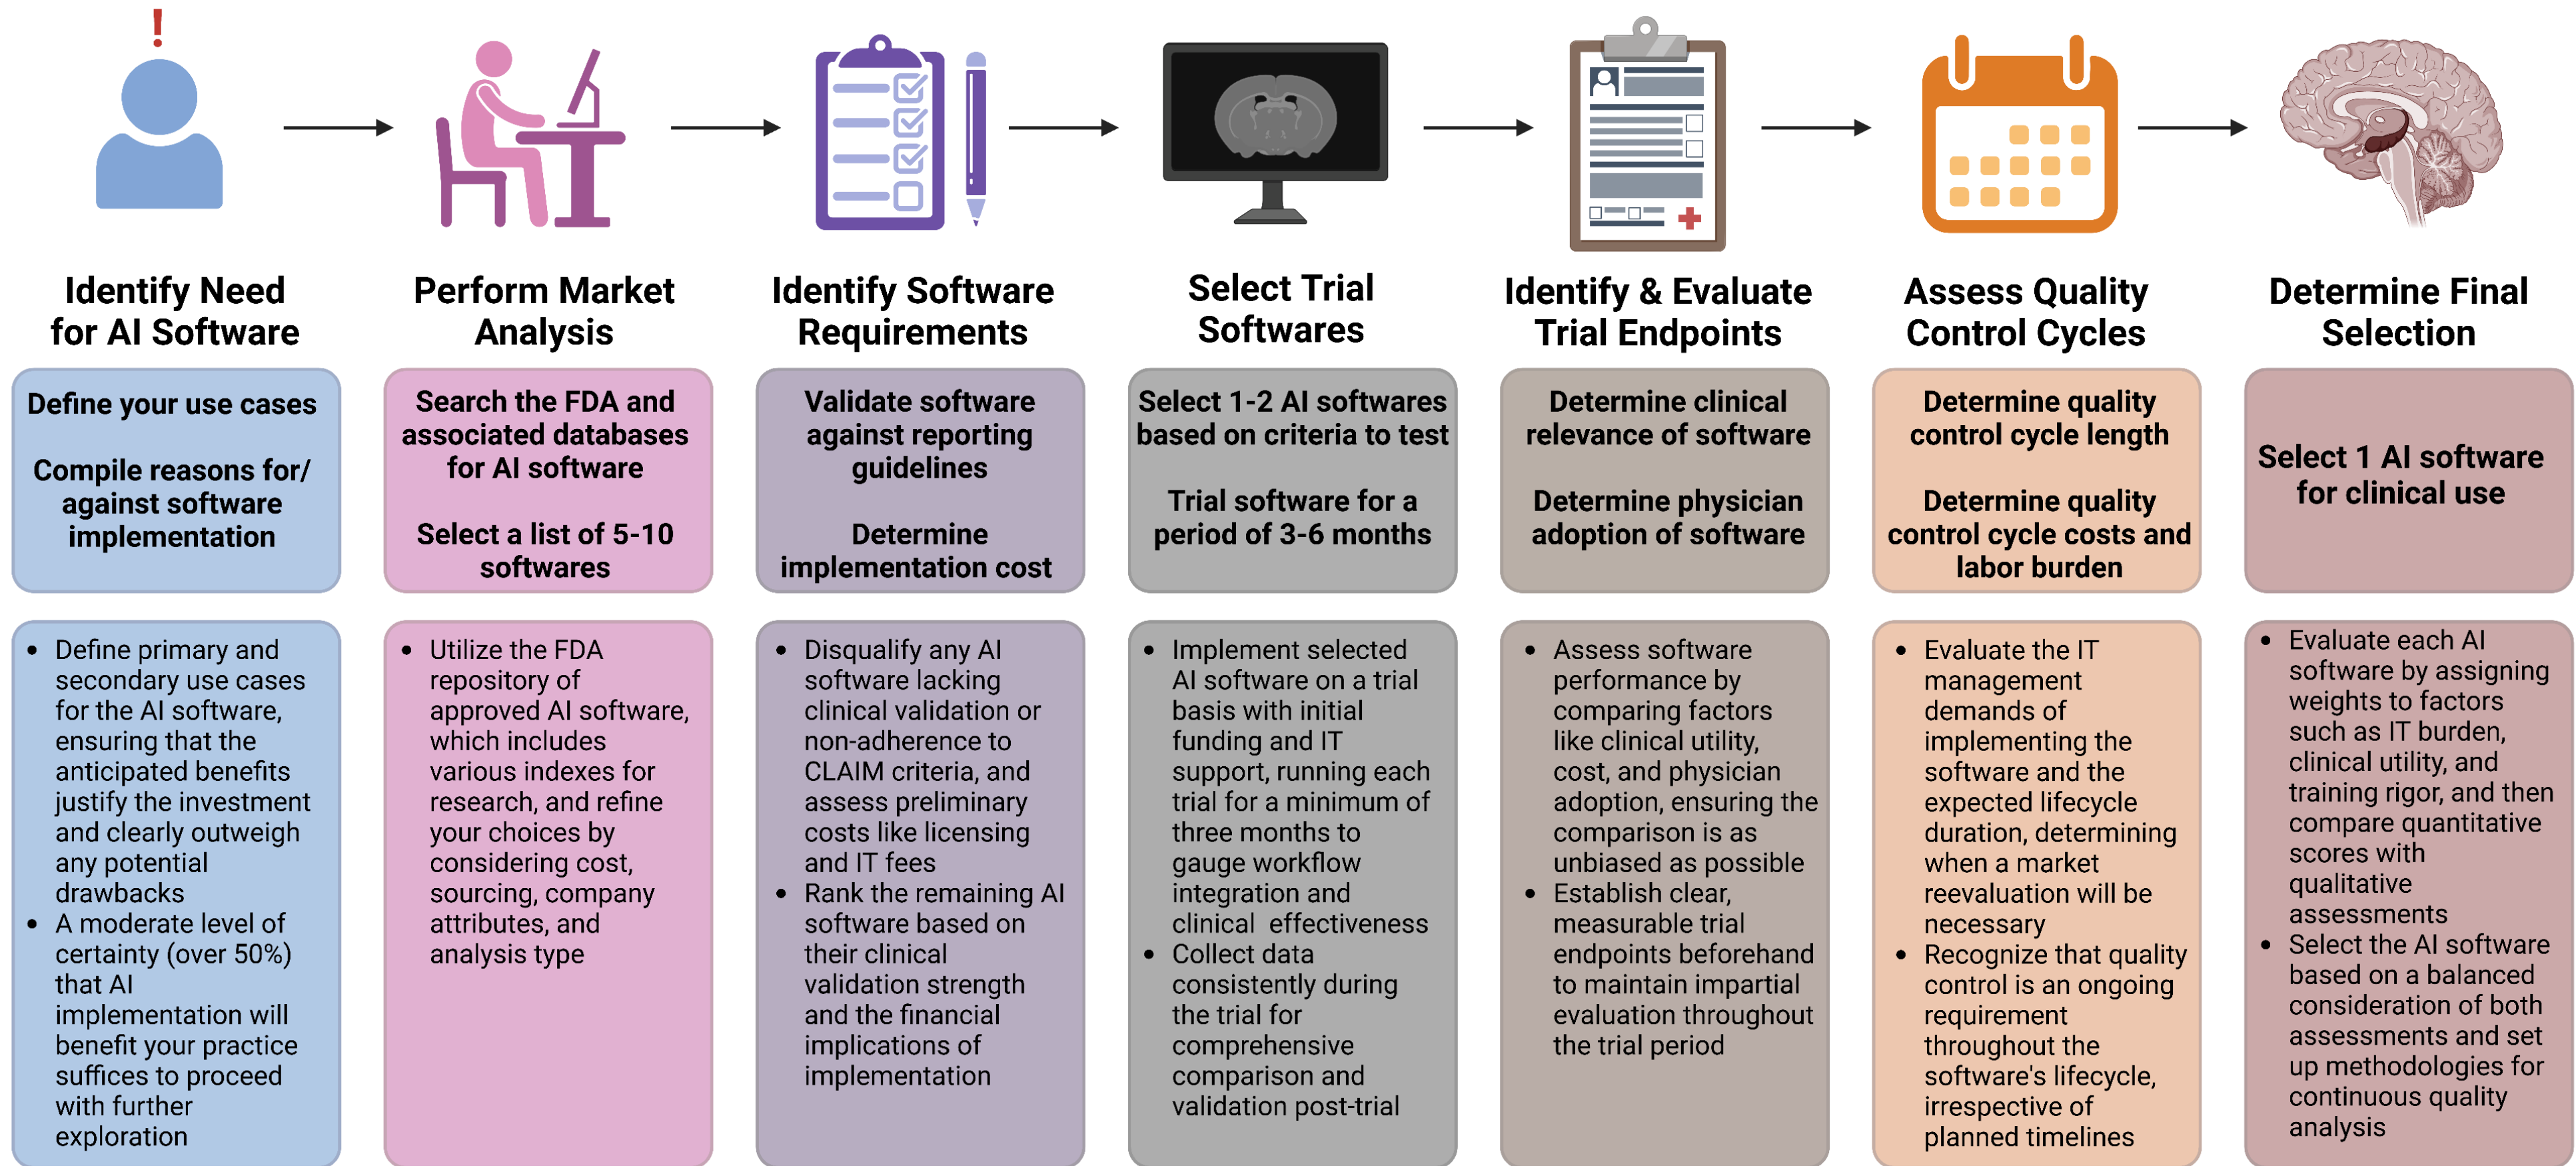 !
Identify Need
for AI Software
Define your use cases
Compile reasons for/
against software
implementation
• Define primary and
secondary use cases
for the AI software,
ensuring that the
anticipated benefits
justify the investment
and clearly outweigh
any potential
drawbacks
• A moderate level of
certainty (over 50%)
that AI
implementation will
benefit your practice
suffices to proceed
with further
exploration
Perform Market
Analysis
Search the FDA and
associated databases
for AI software
Select a list of 5-10
softwares
• Utilize the FDA
repository of
approved AI software,
which includes
various indexes for
research, and refine
your choices by
considering cost,
sourcing, company
attributes, and
analysis type
Identify Software
Requirements
Validate software
against reporting
guidelines
Determine
implementation cost
• Disqualify any AI
software lacking
clinical validation or
non-adherence to
CLAIM criteria, and
assess preliminary
costs like licensing
and IT fees
• Rank the remaining AI
software based on
their clinical
validation strength
and the financial
implications of
implementation
Select Trial
Softwares
Select 1-2 AI softwares
based on criteria to test
Trial software for a
period of 3-6 months
• Implement selected
AI software on a trial
basis with initial
funding and IT
support, running each
trial for a minimum of
three months to
gauge workflow
integration and
clinical effectiveness
• Collect data
consistently during
the trial for
comprehensive
comparison and
validation post-trial
Identify & Evaluate
Trial Endpoints
Determine clinical
relevance of software
Determine physician
adoption of software
• Assess software
performance by
comparing factors
like clinical utility,
cost, and physician
adoption, ensuring the
comparison is as
unbiased as possible
• Establish clear,
measurable trial
endpoints beforehand
to maintain impartial
evaluation throughout
the trial period
Assess Quality
Control Cycles
Determine quality
control cycle length
Determine quality
control cycle costs and
labor burden
• Evaluate the IT
management
demands of
implementing the
software and the
expected lifecycle
duration, determining
when a market
reevaluation will be
necessary
• Recognize that quality
control is an ongoing
requirement
throughout the
software's lifecycle,
irrespective of
planned timelines
Determine Final
Selection
Select 1 AI software
for clinical use
• Evaluate each AI
software by assigning
weights to factors
such as IT burden,
clinical utility, and
training rigor, and then
compare quantitative
scores with
qualitative
assessments
• Select the AI software
based on a balanced
consideration of both
assessments and set
up methodologies for
continuous quality
analysis